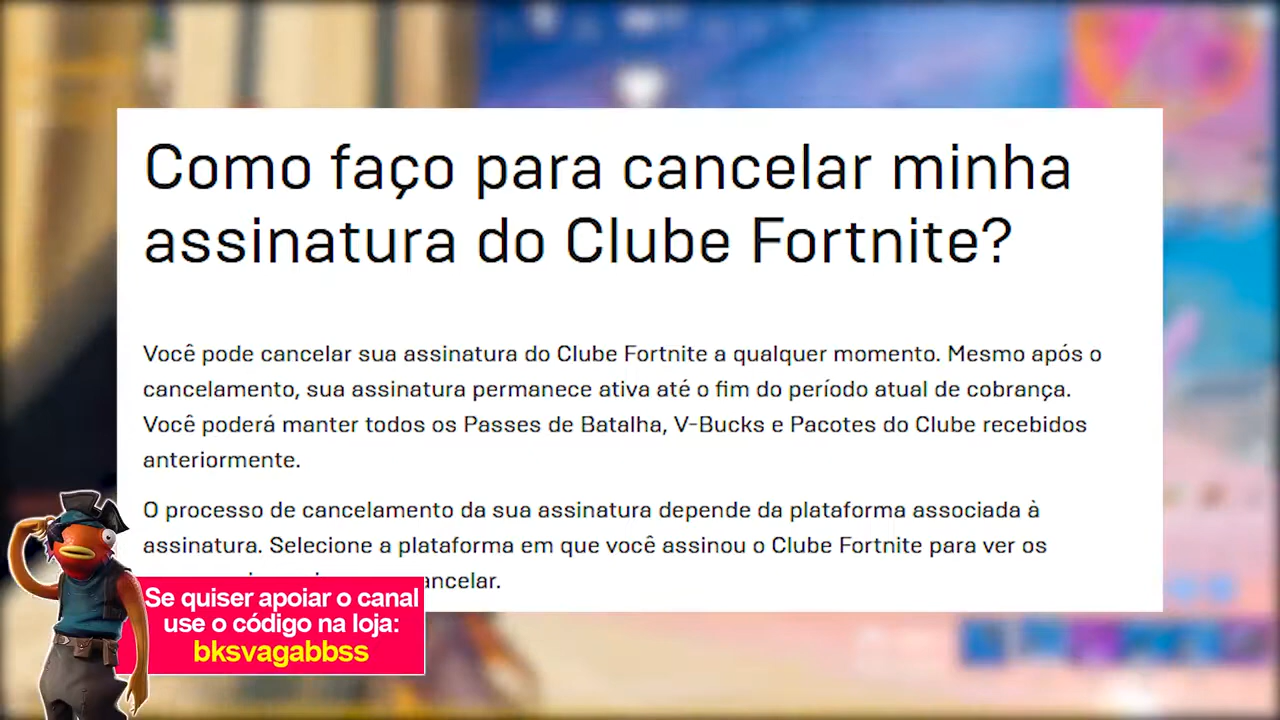 Como faço para cancelar minha
assinatura do Clube Fortnite?
Você pode cancelar sua assinatura do Clube Fortnite a qualquer momento. Mesmo após o
cancelamento, sua assinatura permanece ativa até o fim do período atual de cobrança.
Você poderá manter todos os Passes de Batalha, V-Bucks e Pacotes do Clube recebidos
anteriormente.
O processo de cancelamento da sua assinatura depende da plataforma associada à
assinatura. Selecione a plataforma em que você assinou o Clube Fortnite para ver os
cancelar.
Se quiser apoiar o canal
use o código na loja:
bksvagabbss